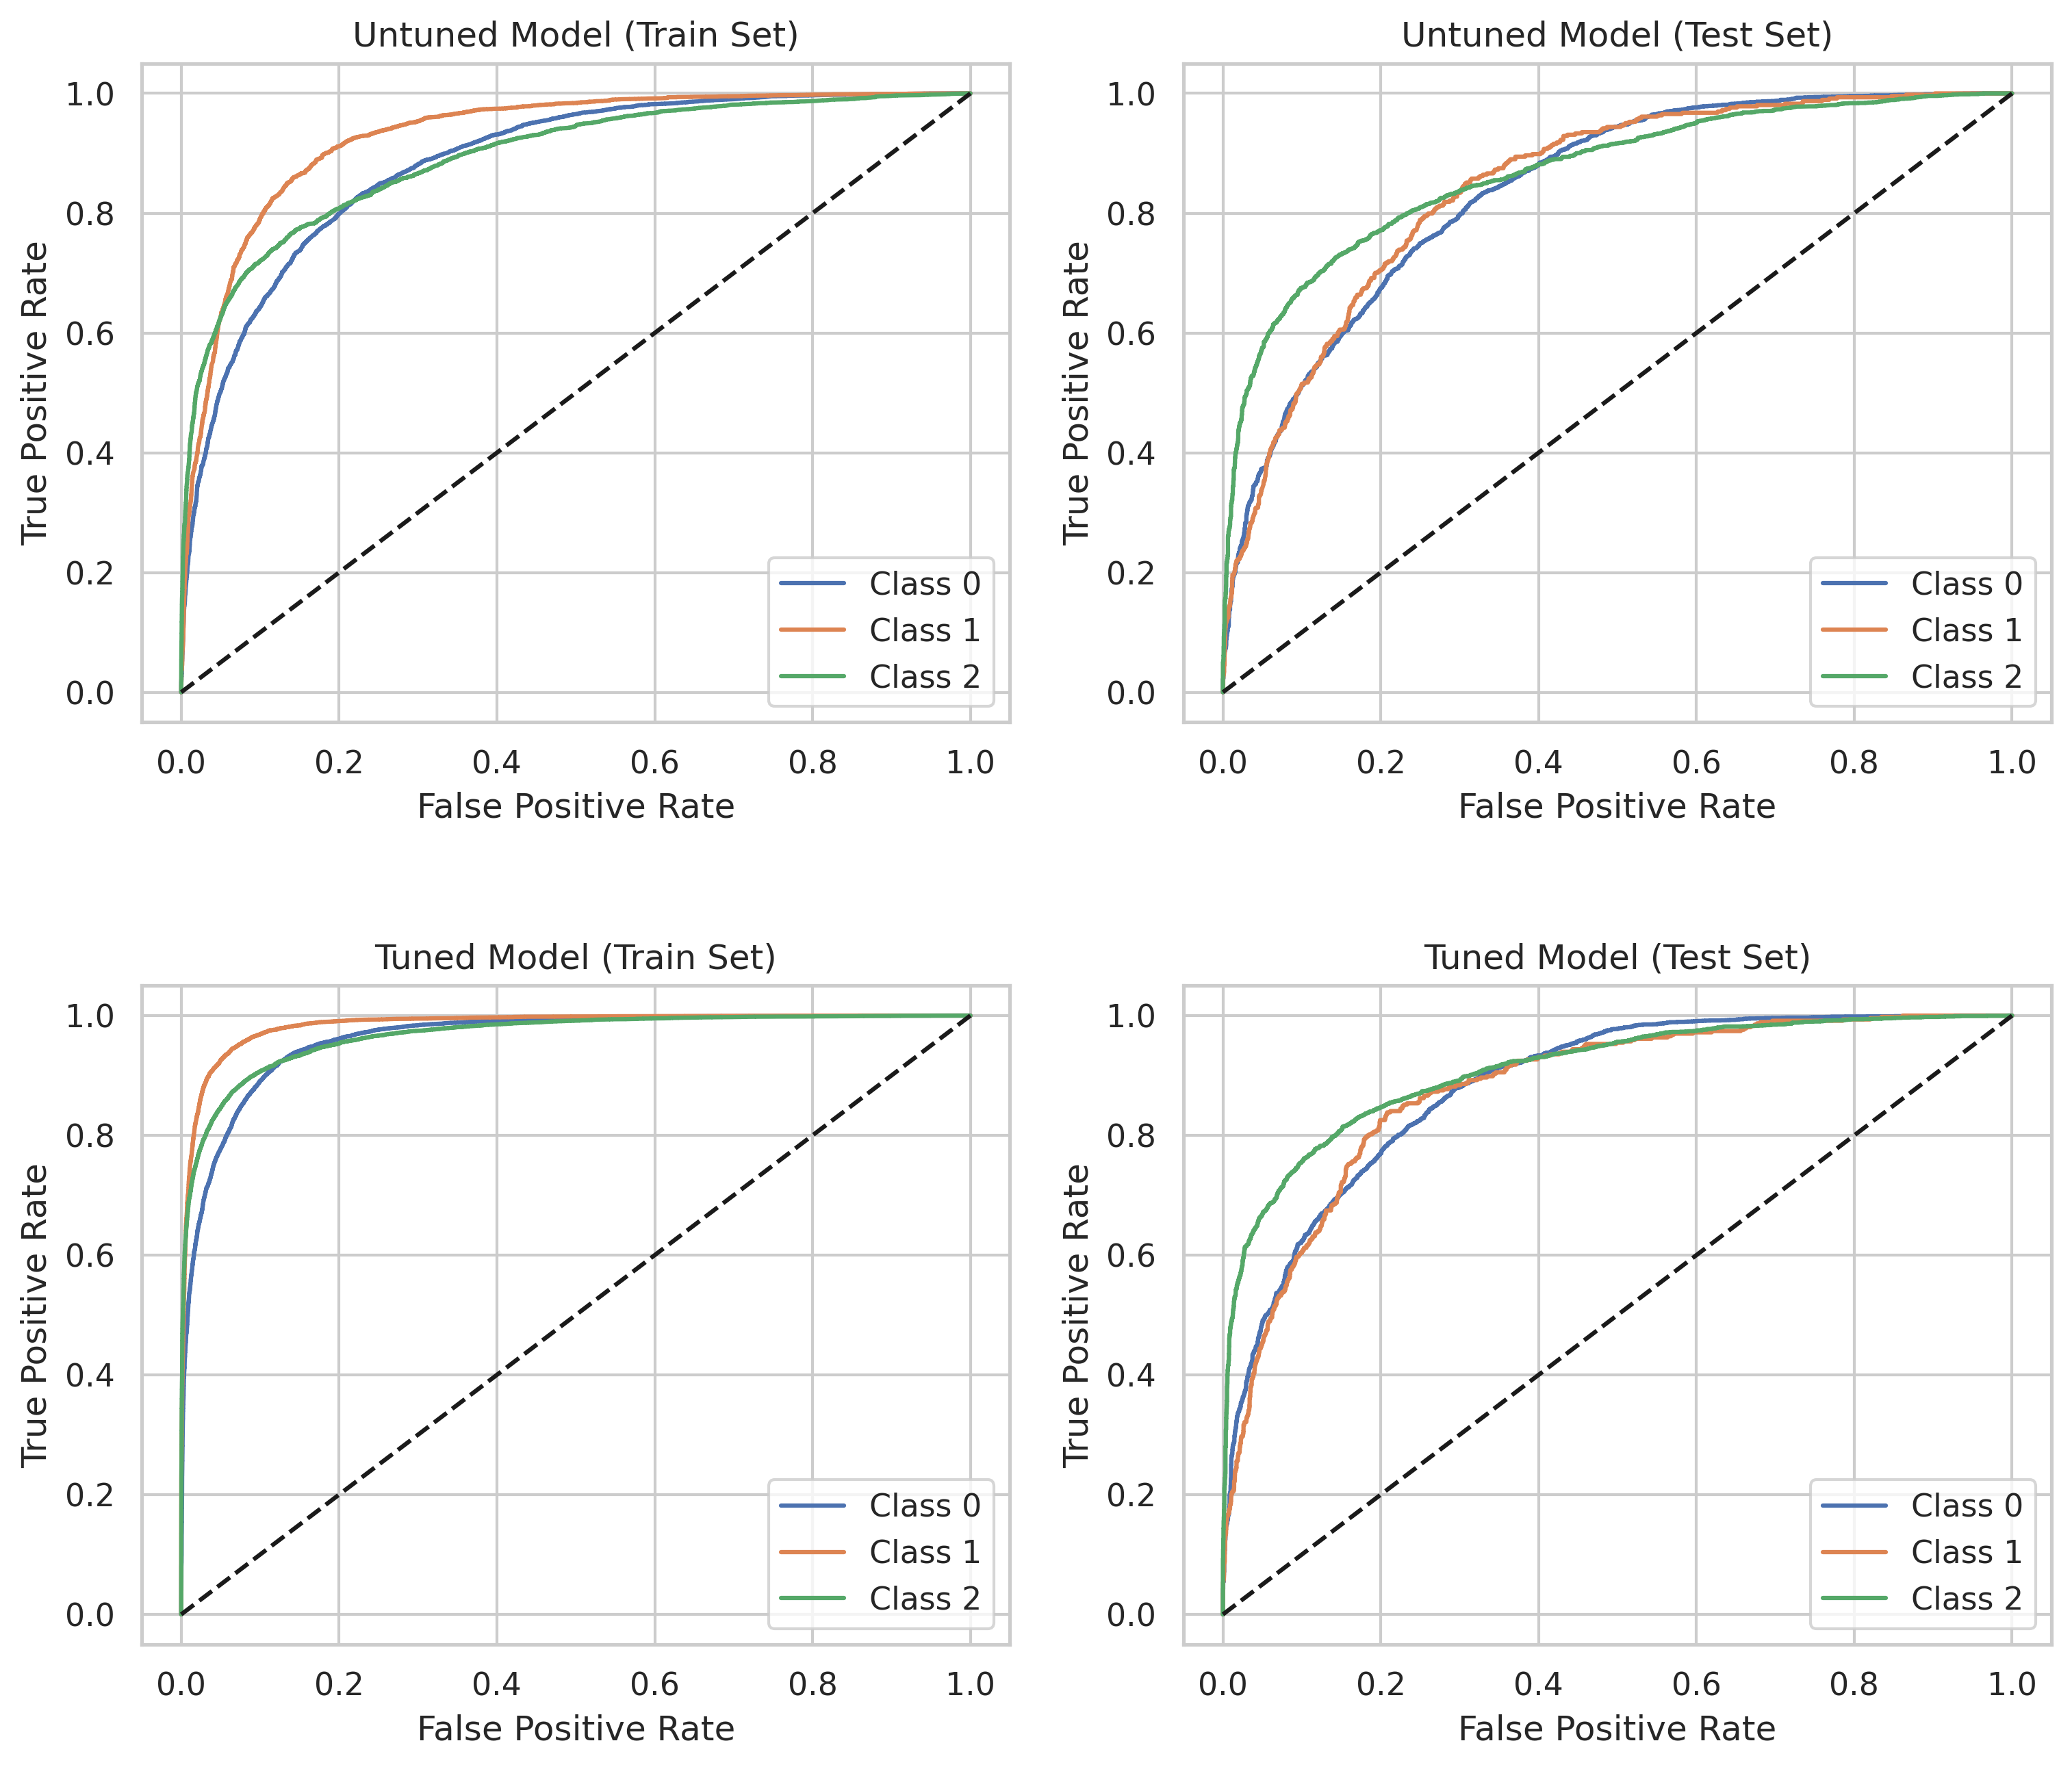 Untuned Model (Train Set)
True Positive Rate
1.0
0.8
0.6
0.4
0.2
0.0
Class 0
Class 1
Class 2
0.0 0.2 0.4 0.6 0.8 1.0
False Positive Rate
Untuned Model (Test Set)
True Positive Rate
1.0
0.8
0.6
0.4
0.2
0.0
Class 0
Class 1
Class 2
0.0 0.2 0.4 0.6 0.8 1.0
False Positive Rate
Tuned Model (Train Set)
True Positive Rate
1.0
0.8
0.6
0.4
0.2
0.0
Class 0
Class 1
Class 2
0.0 0.2 0.4 0.6 0.8 1.0
False Positive Rate
Tuned Model (Test Set)
True Positive Rate
1.0
0.8
0.6
0.4
0.2
0.0
Class 0
Class 1
Class 2
0.0 0.2 0.4 0.6 0.8 1.0
False Positive Rate